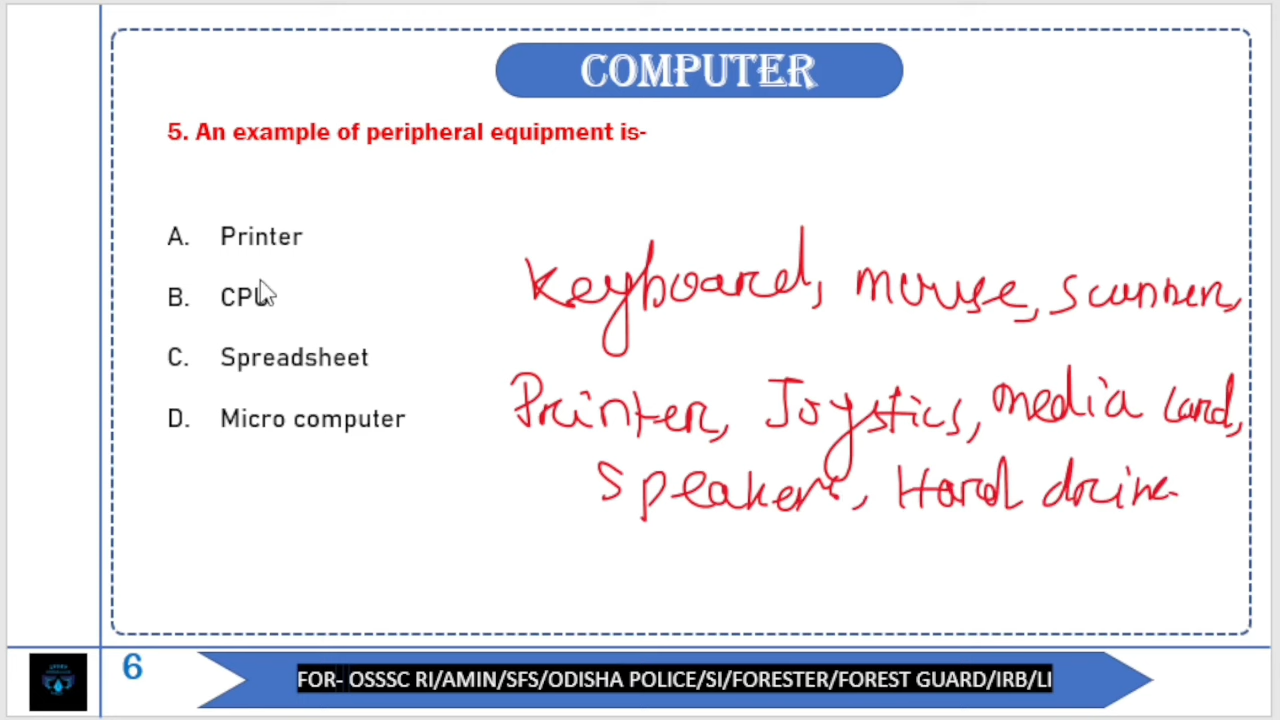 COMPUTER
5. An example of peripheral equipment is-
A. Printer
B. CPU
C. Spreadsheet
D. Micro computer
Keyboard, mouse, scanner,
Printer, Joystics, media card,
Speakers, Hard drive
6
FOR- OSSSC RI/AMIN/SFS/ODISHA POLICE/SI/FORESTER/FOREST GUARD/IRB/LI